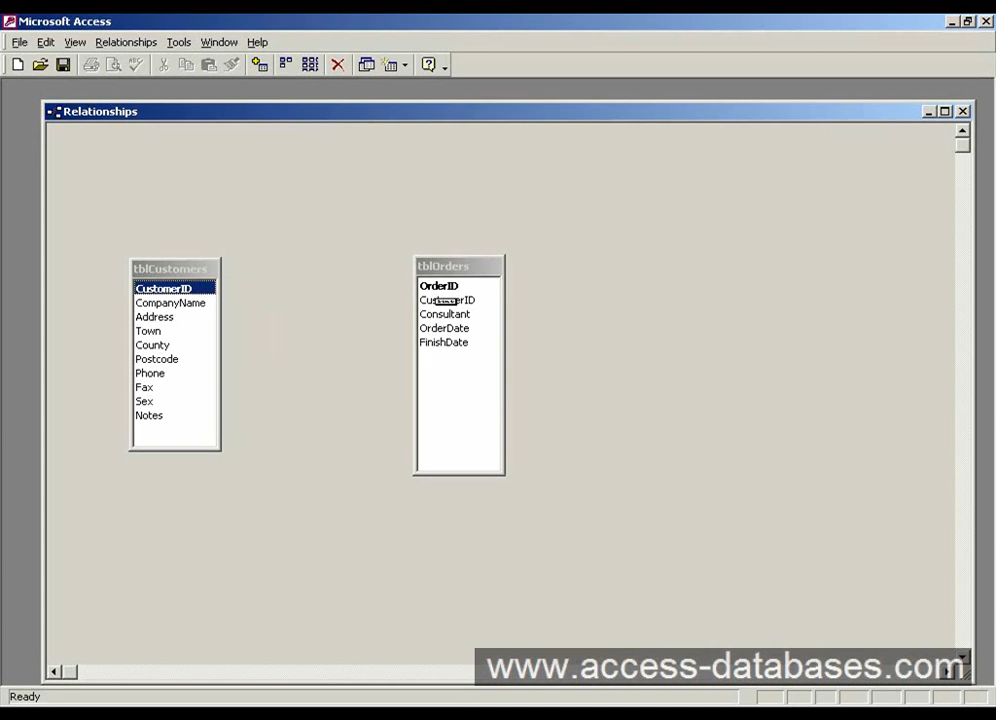 Microsoft Access
File Edit View Relationships Tools Window Help
Relationships
tblCustomers
CustomerID
CompanyName
Address
Town
County
Postcode
Phone
Fax
Sex
Notes
tblOrders
OrderID
CustomerID
Consultant
OrderDate
FinishDate
www.access-databases.com
Ready